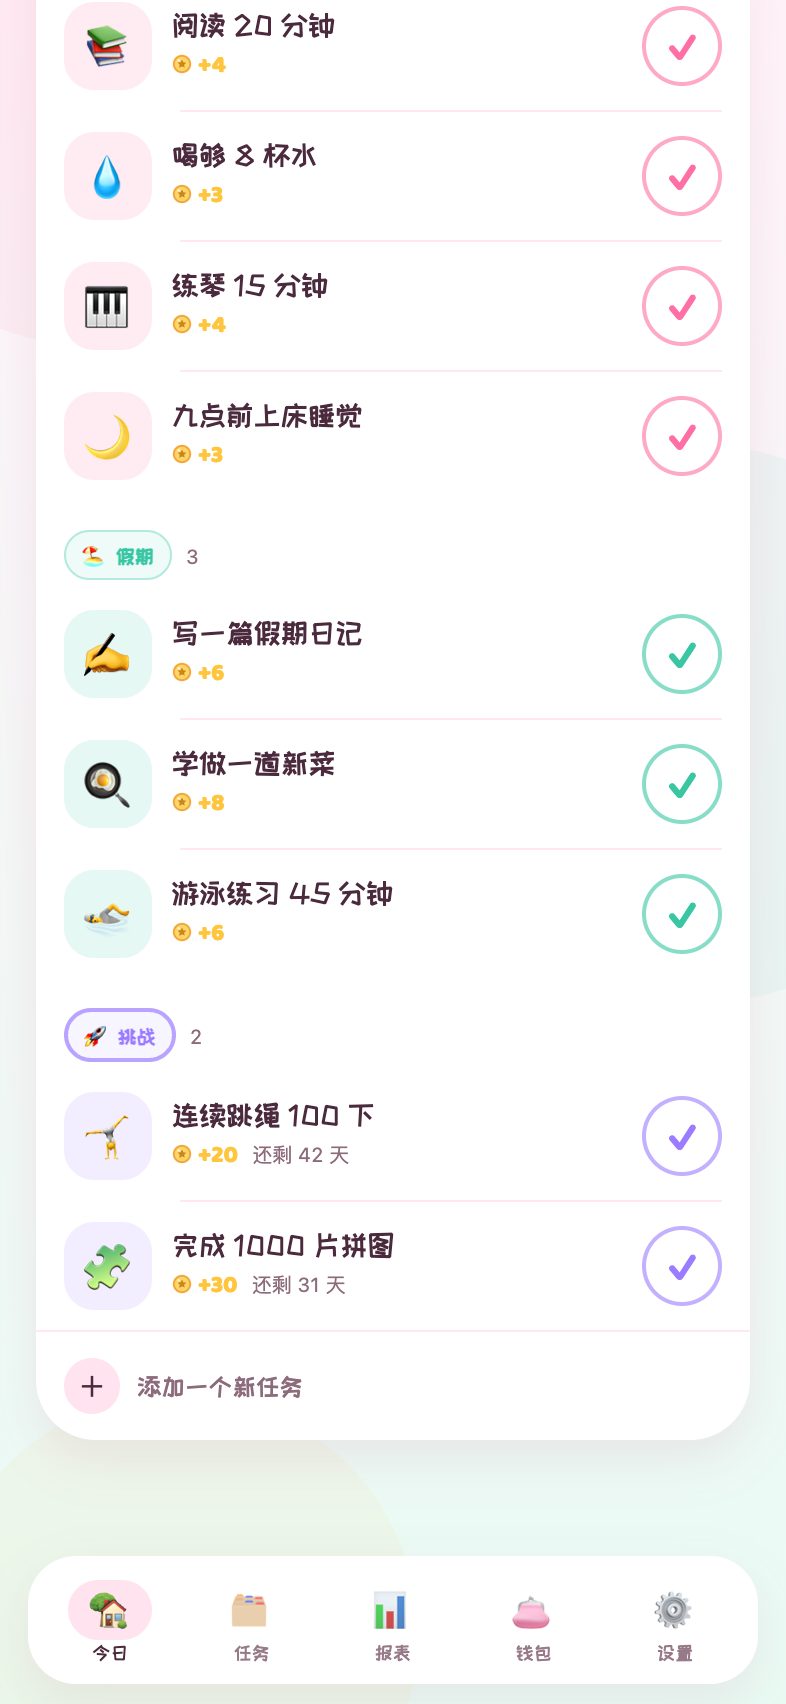 阅读 20 分钟
+4
喝够 8 杯水
+3
练琴 15 分钟
+4
九点前上床睡觉
+3
假期 3
写一篇假期日记
+6
学做一道新菜
+8
游泳练习 45 分钟
+6
挑战 2
连续跳绳 100 下
+20 还剩 42 天
完成 1000 片拼图
+30 还剩 31 天
添加一个新任务
今日 任务 报表 钱包 设置